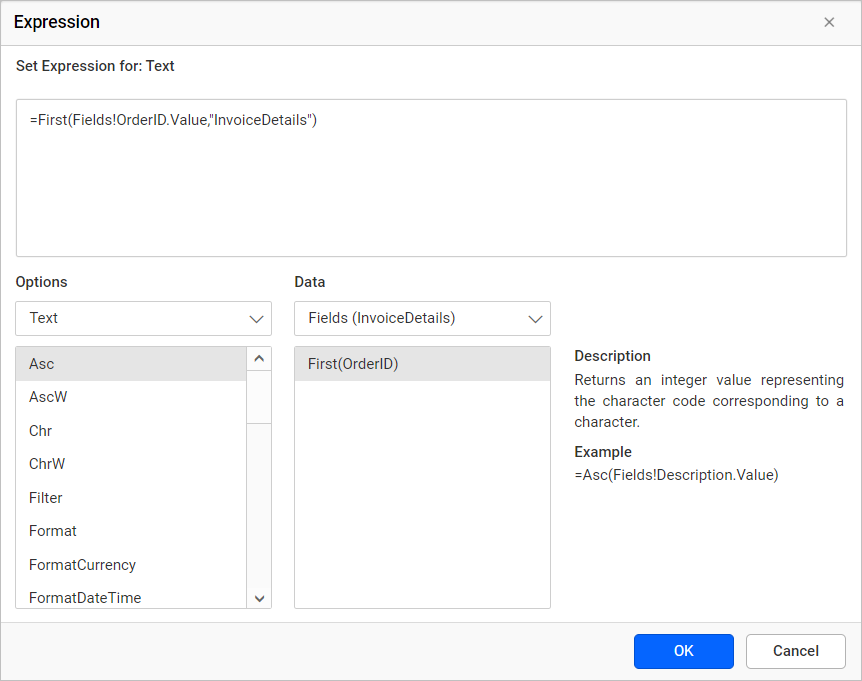 Expression
Set Expression for: Text
=First(Fields!OrderID.Value,"InvoiceDetails")
Options
Text
Asc
AscW
Chr
ChrW
Filter
Format
FormatCurrency
FormatDateTime
Data
Fields (InvoiceDetails)
First(OrderID)
Description
Returns an integer value representing
the character code corresponding to a
character.
Example
=Asc(Fields!Description.Value)
OK
Cancel